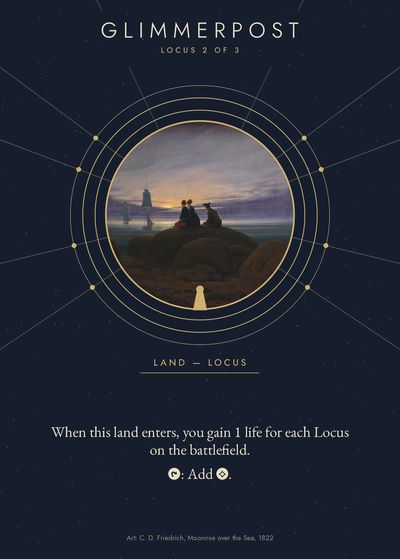 GLIMMERPOST
LOCUS 2 OF 3
LAND — LOCUS
When this land enters, you gain 1 life for each Locus
on the battlefield.
: Add .
Art: C. D. Friedrich, Moonrise over the Sea, 1822